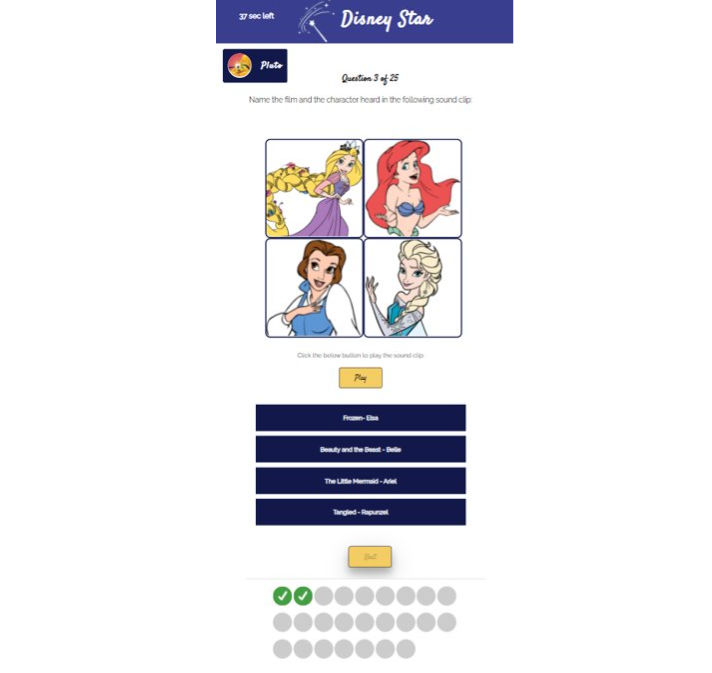 37 sec left
Disney Star
Pluto
Question 3 of 25
Name the film and the character heard in the following sound clip:
Click the below button to play the sound clip
Play
Frozen- Elsa
Beauty and the Beast - Belle
The Little Mermaid - Ariel
Tangled - Rapunzel